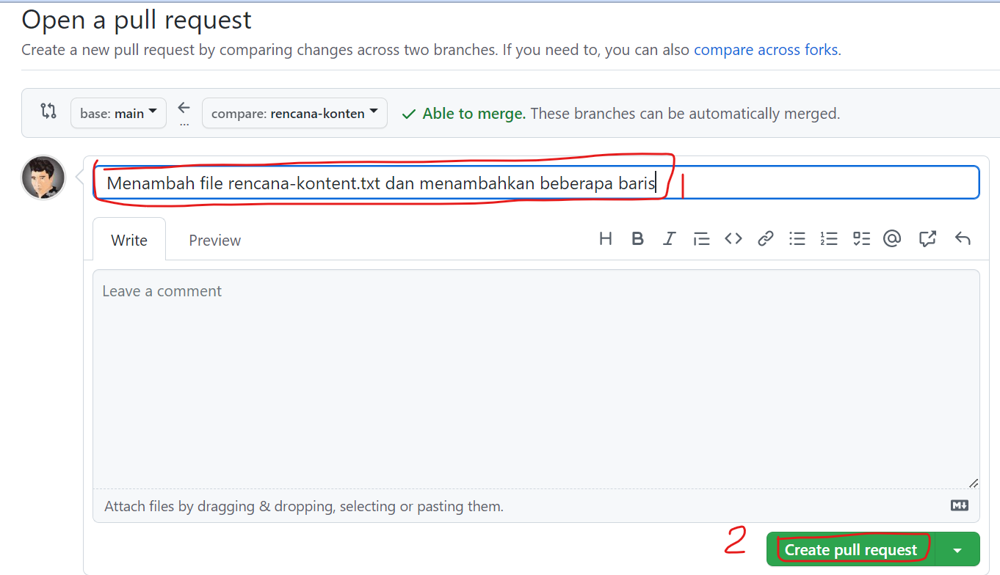 Open a pull request
Create a new pull request by comparing changes across two branches. If you need to, you can also compare across forks.
base: main
...
compare: rencana-konten
Able to merge. These branches can be automatically merged.
Menambah file rencana-kontent.txt dan menambahkan beberapa baris
1
Write
Preview
Leave a comment
Attach files by dragging & dropping, selecting or pasting them.
2
Create pull request